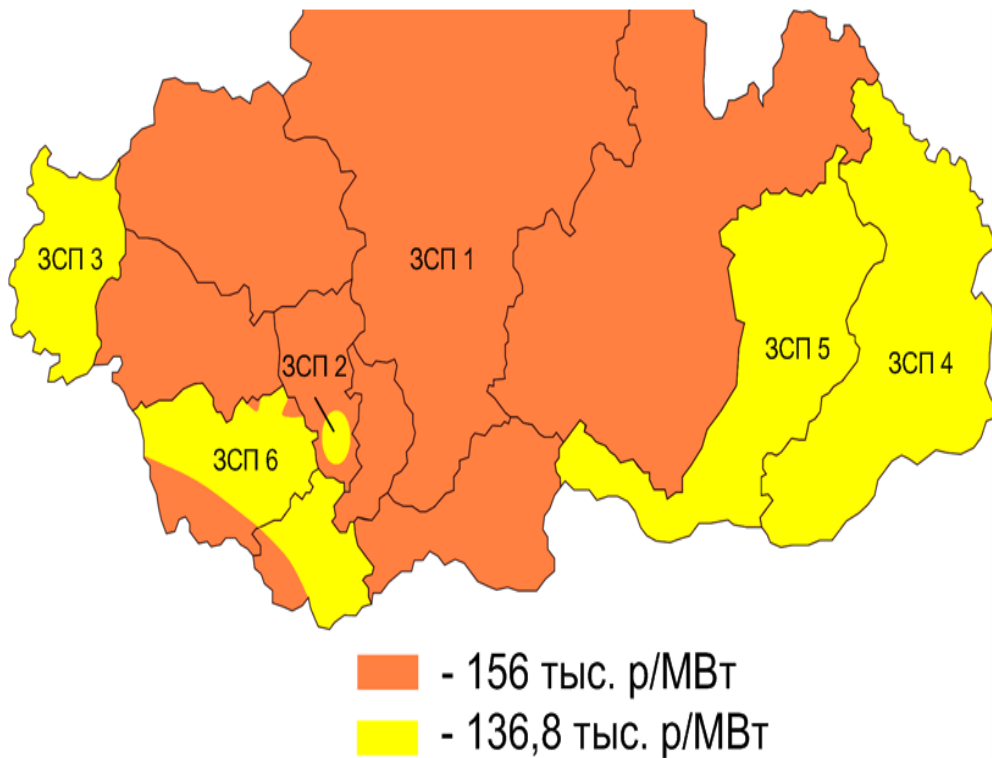 ЗСП 3
ЗСП 1
ЗСП 5
ЗСП 4
ЗСП 2
ЗСП 6
- 156 тыс. р/МВт
- 136,8 тыс. р/МВт